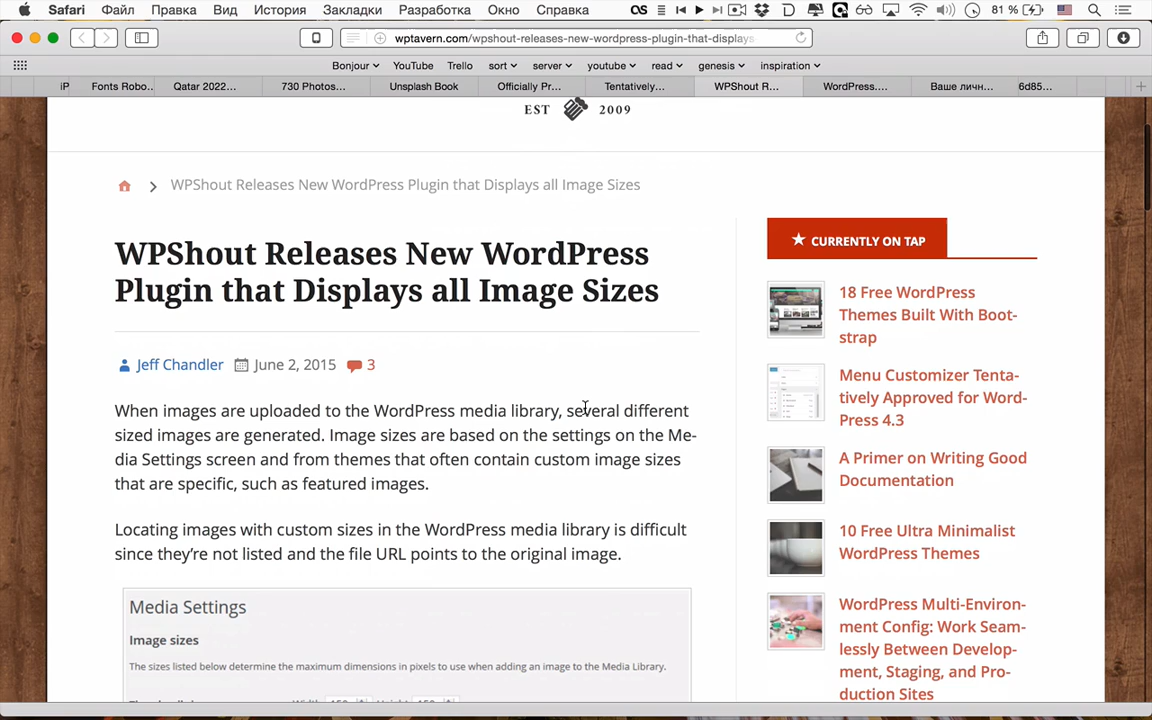 Safari Файл Правка Вид История Закладки Разработка Окно Справка 81 %
wptavern.com/wpshout-releases-new-wordpress-plugin-that-displays-
Bonjour YouTube Trello sort server youtube read genesis inspiration
iP Fonts Robo... Qatar 2022... 730 Photos... Unsplash Book Officially Pr... Tentatively... WPShout R... WordPress.... Ваше личн... 6d85...
EST 2009
WPShout Releases New WordPress Plugin that Displays all Image Sizes
WPShout Releases New WordPress
Plugin that Displays all Image Sizes
Jeff Chandler June 2, 2015 3
When images are uploaded to the WordPress media library, several different
sized images are generated. Image sizes are based on the settings on the Me-
dia Settings screen and from themes that often contain custom image sizes
that are specific, such as featured images.
Locating images with custom sizes in the WordPress media library is difficult
since they’re not listed and the file URL points to the original image.
Media Settings
Image sizes
The sizes listed below determine the maximum dimensions in pixels to use when adding an image to the Media Library.
CURRENTLY ON TAP
18 Free WordPress
Themes Built With Boot-
strap
Menu Customizer Tenta-
tively Approved for Word-
Press 4.3
A Primer on Writing Good
Documentation
10 Free Ultra Minimalist
WordPress Themes
WordPress Multi-Environ-
ment Config: Work Seam-
lessly Between Develop-
ment, Staging, and Pro-
duction Sites